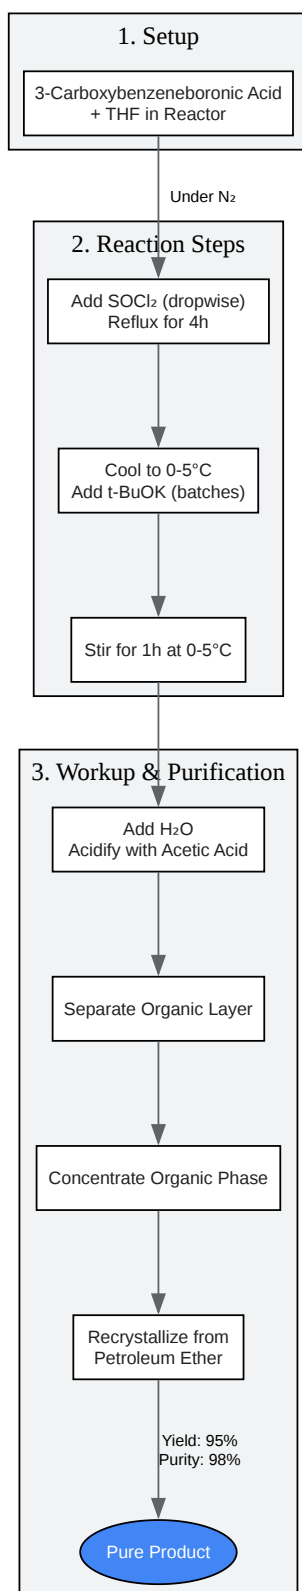 1. Setup
3-Carboxybenzeneboronic Acid
+ THF in Reactor
Under N₂
2. Reaction Steps
Add SOCl₂ (dropwise)
Reflux for 4h
Cool to 0-5°C
Add t-BuOK (batches)
Stir for 1h at 0-5°C
3. Workup & Purification
Add H₂O
Acidify with Acetic Acid
Separate Organic Layer
Concentrate Organic Phase
Recrystallize from
Petroleum Ether
Yield: 95%
Purity: 98%
Pure Product